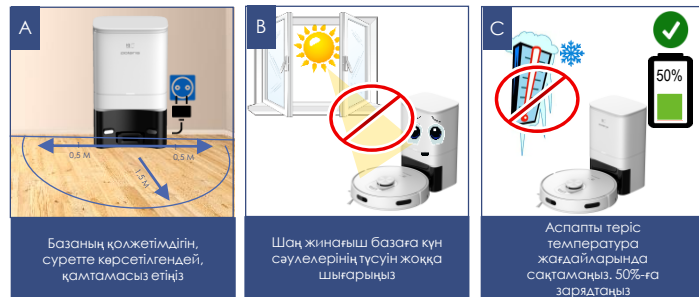 A
0,5 М
0,5 М
1,5 М
Базаның қолжетімдігін,
суретте көрсетілгендей,
қамтамасыз етіңіз
B
Шаң жинағыш базаға күн
сәулелерінің түсуін жоққа
шығарыңыз
C
50%
Аспапты теріс
температура
жағдайларында
сақтамаңыз. 50%-ға
зарядтаңыз